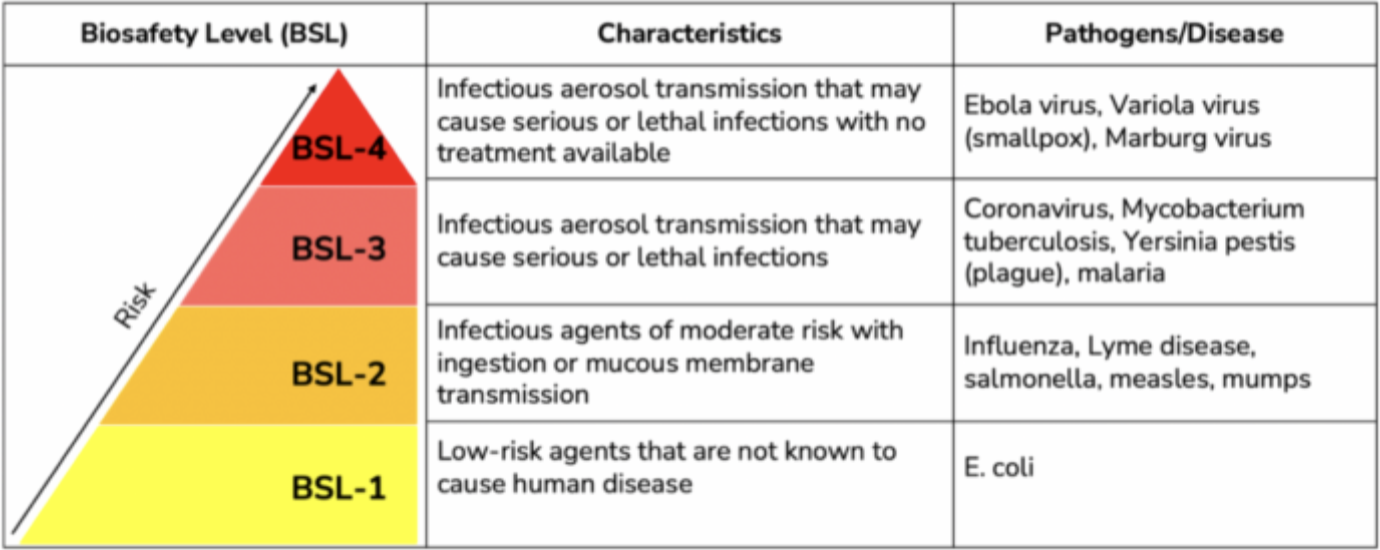 Biosafety Level (BSL)
Characteristics
Pathogens/Disease
Risk
BSL-4
Infectious aerosol transmission that may
cause serious or lethal infections with no
treatment available
Ebola virus, Variola virus
(smallpox), Marburg virus
BSL-3
Infectious aerosol transmission that may
cause serious or lethal infections
Coronavirus, Mycobacterium
tuberculosis, Yersinia pestis
(plague), malaria
BSL-2
Infectious agents of moderate risk with
ingestion or mucous membrane
transmission
Influenza, Lyme disease,
salmonella, measles, mumps
BSL-1
Low-risk agents that are not known to
cause human disease
E. coli